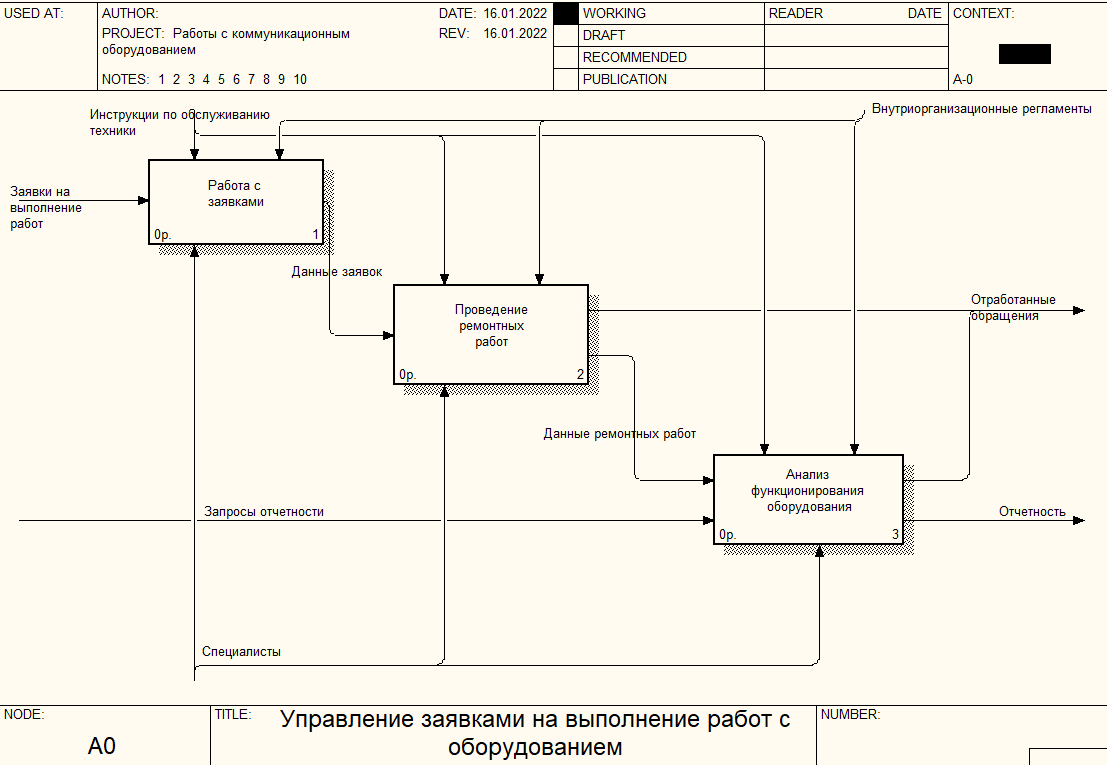 USED AT:
AUTHOR:
DATE: 16.01.2022
PROJECT: Работы с коммуникационным
оборудованием
REV: 16.01.2022
NOTES: 1 2 3 4 5 6 7 8 9 10
WORKING
DRAFT
RECOMMENDED
PUBLICATION
READER
DATE
CONTEXT:
A-0
Инструкции по обслуживанию
техники
Внутриорганизационные регламенты
Заявки на
выполнение
работ
Работа с
заявками
0р.
1
Данные заявок
Проведение
ремонтных
работ
0р.
2
Отработанные
обращения
Данные ремонтных работ
Анализ
функционирования
оборудования
0р.
3
Запросы отчетности
Отчетность
Специалисты
NODE:
A0
TITLE:
Управление заявками на выполнение работ с
оборудованием
NUMBER: